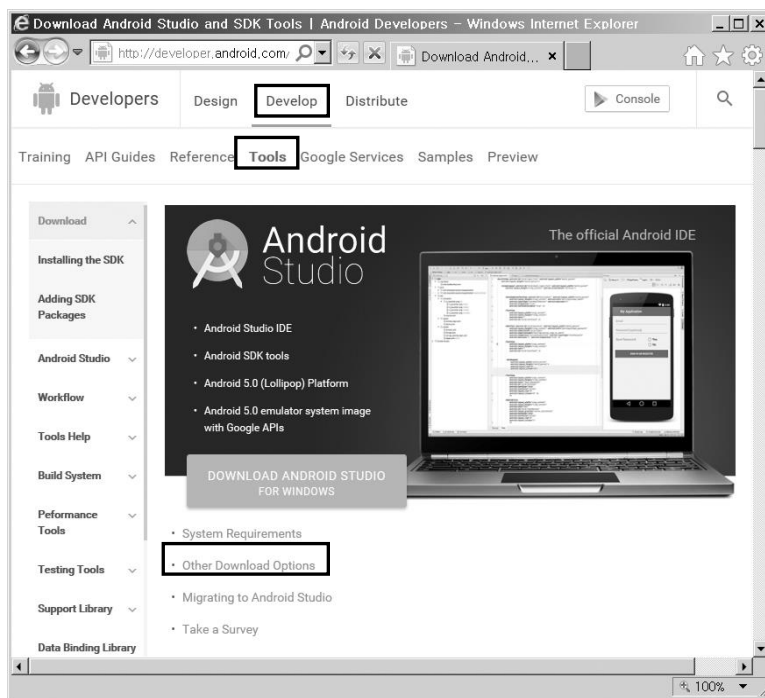 Download Android Studio and SDK Tools | Android Developers - Windows Internet Explorer
http://developer.android.com/
Download Android...
Developers Design Develop Distribute Console
Training API Guides Reference Tools Google Services Samples Preview
Download
Installing the SDK
Adding SDK
Packages
Android Studio
Workflow
Tools Help
Build System
Peformance
Tools
Testing Tools
Support Library
Data Binding Library
The official Android IDE
Android
Studio
• Android Studio IDE
• Android SDK tools
• Android 5.0 (Lollipop) Platform
• Android 5.0 emulator system image
with Google APIs
My Application
DOWNLOAD ANDROID STUDIO
FOR WINDOWS
• System Requirements
• Other Download Options
• Migrating to Android Studio
• Take a Survey
100%